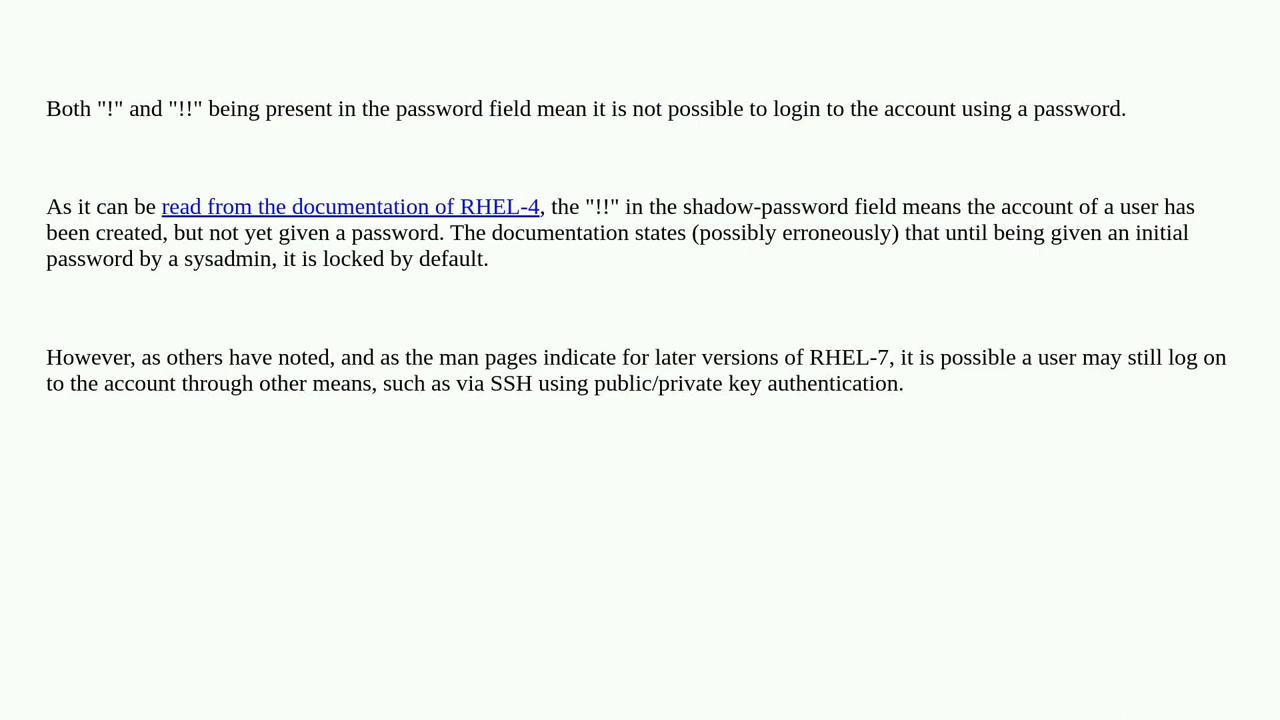 Both "!" and "!!" being present in the password field mean it is not possible to login to the account using a password.
As it can be read from the documentation of RHEL-4, the "!!" in the shadow-password field means the account of a user has
been created, but not yet given a password. The documentation states (possibly erroneously) that until being given an initial
password by a sysadmin, it is locked by default.
However, as others have noted, and as the man pages indicate for later versions of RHEL-7, it is possible a user may still log on
to the account through other means, such as via SSH using public/private key authentication.